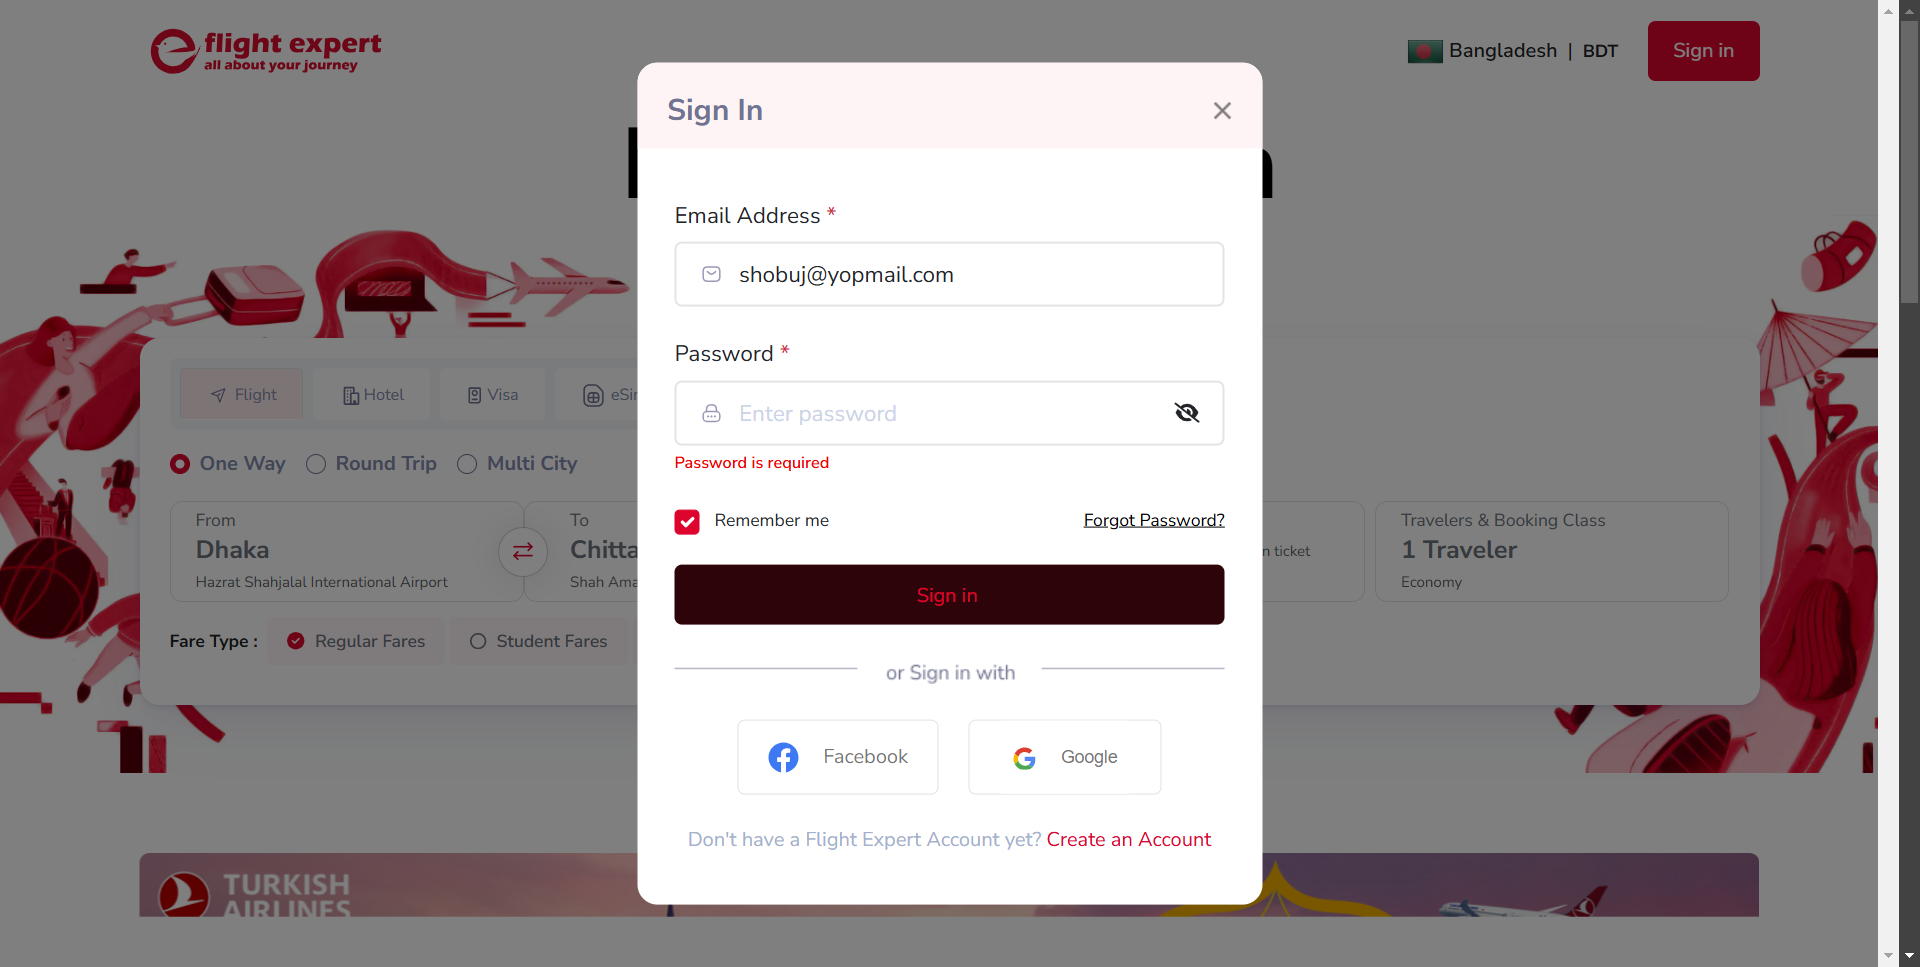 flight expert
all about your journey
Bangladesh | BDT
Sign in
Sign In
Email Address *
shobuj@yopmail.com
Password *
Enter password
Password is required
Remember me
Forgot Password?
Sign in
or Sign in with
Facebook
Google
Don't have a Flight Expert Account yet? Create an Account
Flight
Hotel
Visa
One Way
Round Trip
Multi City
From
Dhaka
Hazrat Shahjalal International Airport
To
Shah
ticket
Travelers & Booking Class
1 Traveler
Economy
Fare Type :
Regular Fares
Student Fares
TURKISH
AIRLINES